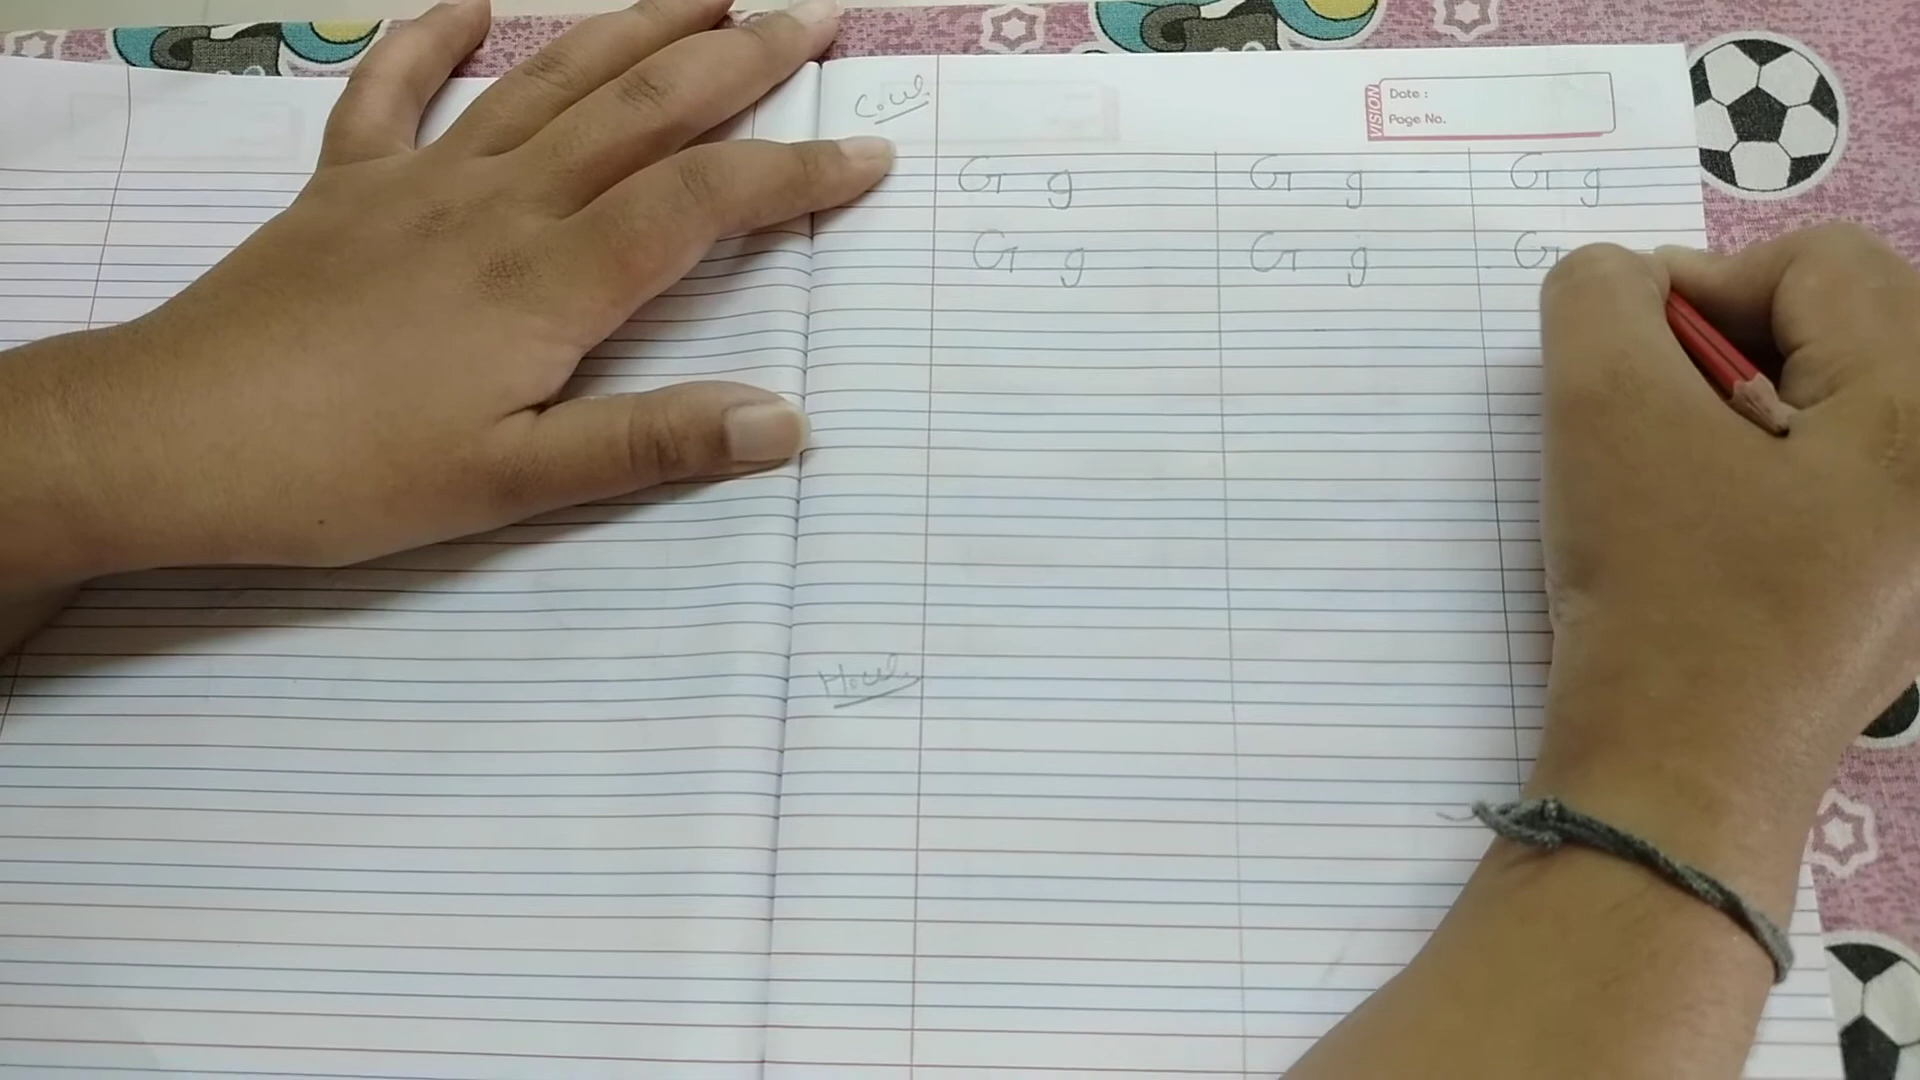 C.W.
VISION
Date :
Page No.
G g G g G g
G g G g G
H.W.